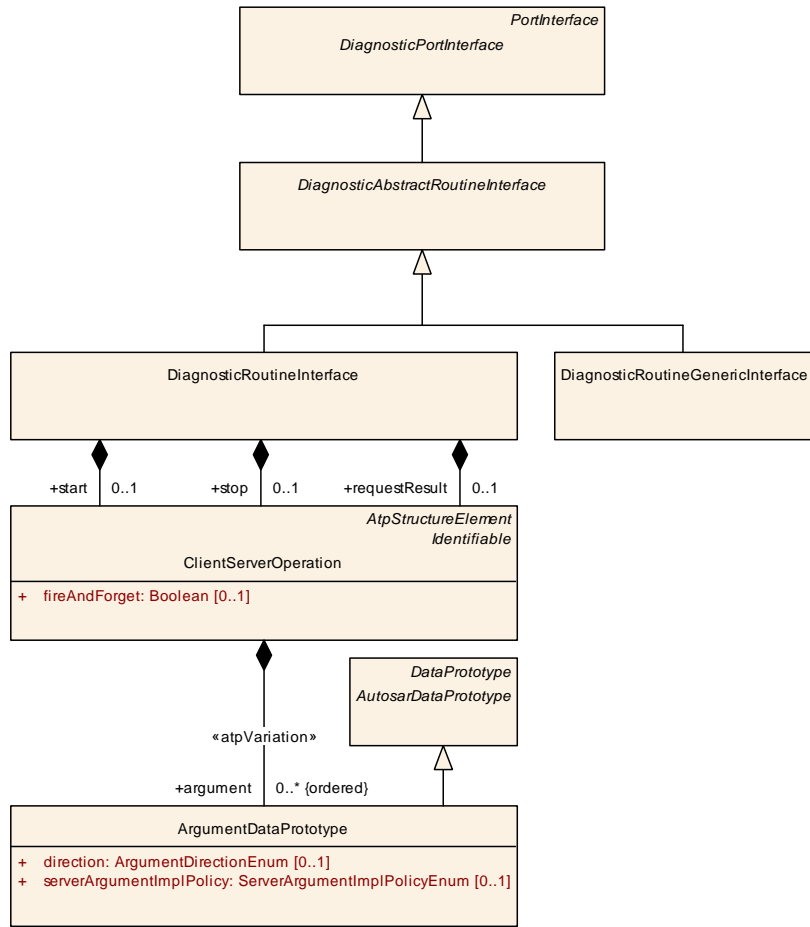 PortInterface
DiagnosticPortInterface
DiagnosticAbstractRoutineInterface
DiagnosticRoutineInterface
DiagnosticRoutineGenericInterface
+start 0..1
+stop 0..1
+requestResult 0..1
AtpStructureElement
Identifiable
ClientServerOperation
+ fireAndForget: Boolean [0..1]
DataPrototype
AutosarDataPrototype
«atpVariation»
+argument 0..* {ordered}
ArgumentDataPrototype
+ direction: ArgumentDirectionEnum [0..1]
+ serverArgumentImplPolicy: ServerArgumentImplPolicyEnum [0..1]